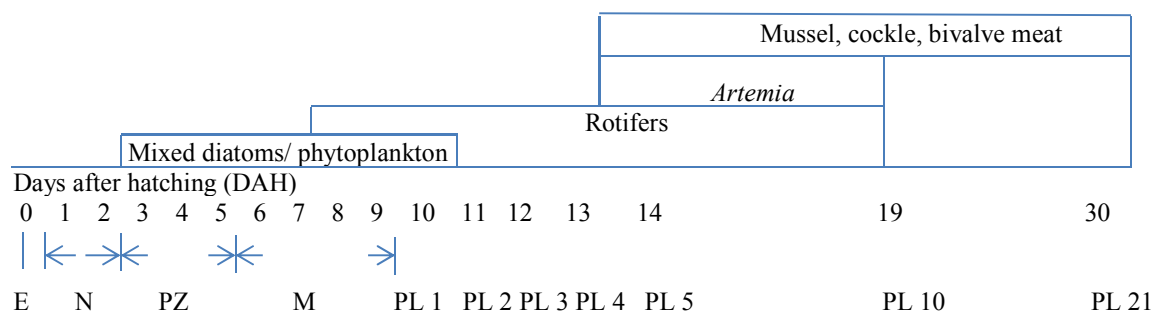 Mussel, cockle, bivalve meat
Artemia
Rotifers
Mixed diatoms/ phytoplankton
Days after hatching (DAH)
0 1 2 3 4 5 6 7 8 9 10 11 12 13 14 19 30
E N PZ M PL 1 PL 2 PL 3 PL 4 PL 5 PL 10 PL 21